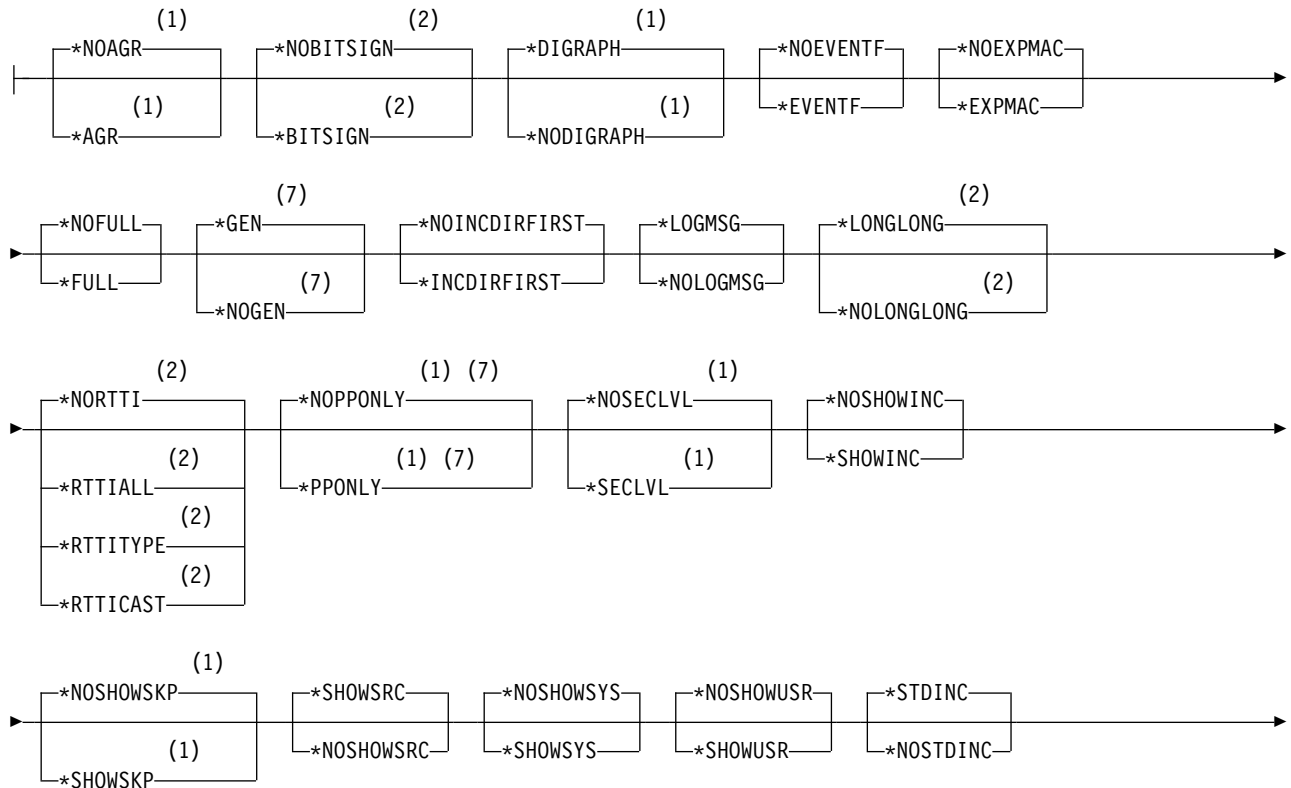 (1) (2) (1)
*NOAGR *NOBITSIGN *DIGRAPH *NOEVENTF *NOEXPMAC
(1) (2) (1) *EVENTF *EXPMAC
*AGR *BITSIGN *NODIGRAPH
(7) (2)
*NOFULL *GEN *NOINCDIRFIRST *LOGMSG *LONGLONG
*FULL (7) *INCDIRFIRST *NOLOGMSG (2)
*NOGEN *NOLONGLONG
(2) (1) (7) (1)
*NORTTI *NOPPONLY *NOSECLVL *NOSHOWINC
(2) (1) (7) (1) *SHOWINC
*RTTIALL *PPONLY *SECLVL
(2)
*RTTITYPE
(2)
*RTTICAST
(1)
*NOSHOWSKP *SHOWSRC *NOSHOWSYS *NOSHOWUSR *STDINC
(1) *NOSHOWSRC *SHOWSYS *SHOWUSR *NOSTDINC
*SHOWSKP